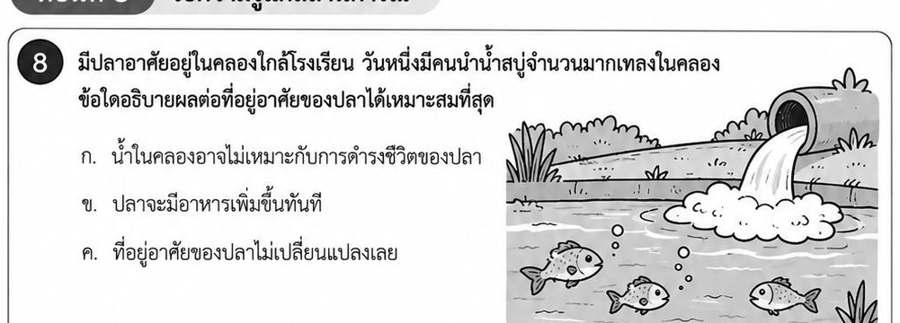 8 มีปลาอาศัยอยู่ในคลองใกล้โรงเรียน วันหนึ่งมีคนนำน้ำสบู่จำนวนมากเทลงในคลอง
ข้อใดอธิบายผลต่อที่อยู่อาศัยของปลาได้เหมาะสมที่สุด
ก. น้ำในคลองอาจไม่เหมาะกับการดำรงชีวิตของปลา
ข. ปลาจะมีอาหารเพิ่มขึ้นทันที
ค. ที่อยู่อาศัยของปลาไม่เปลี่ยนแปลงเลย